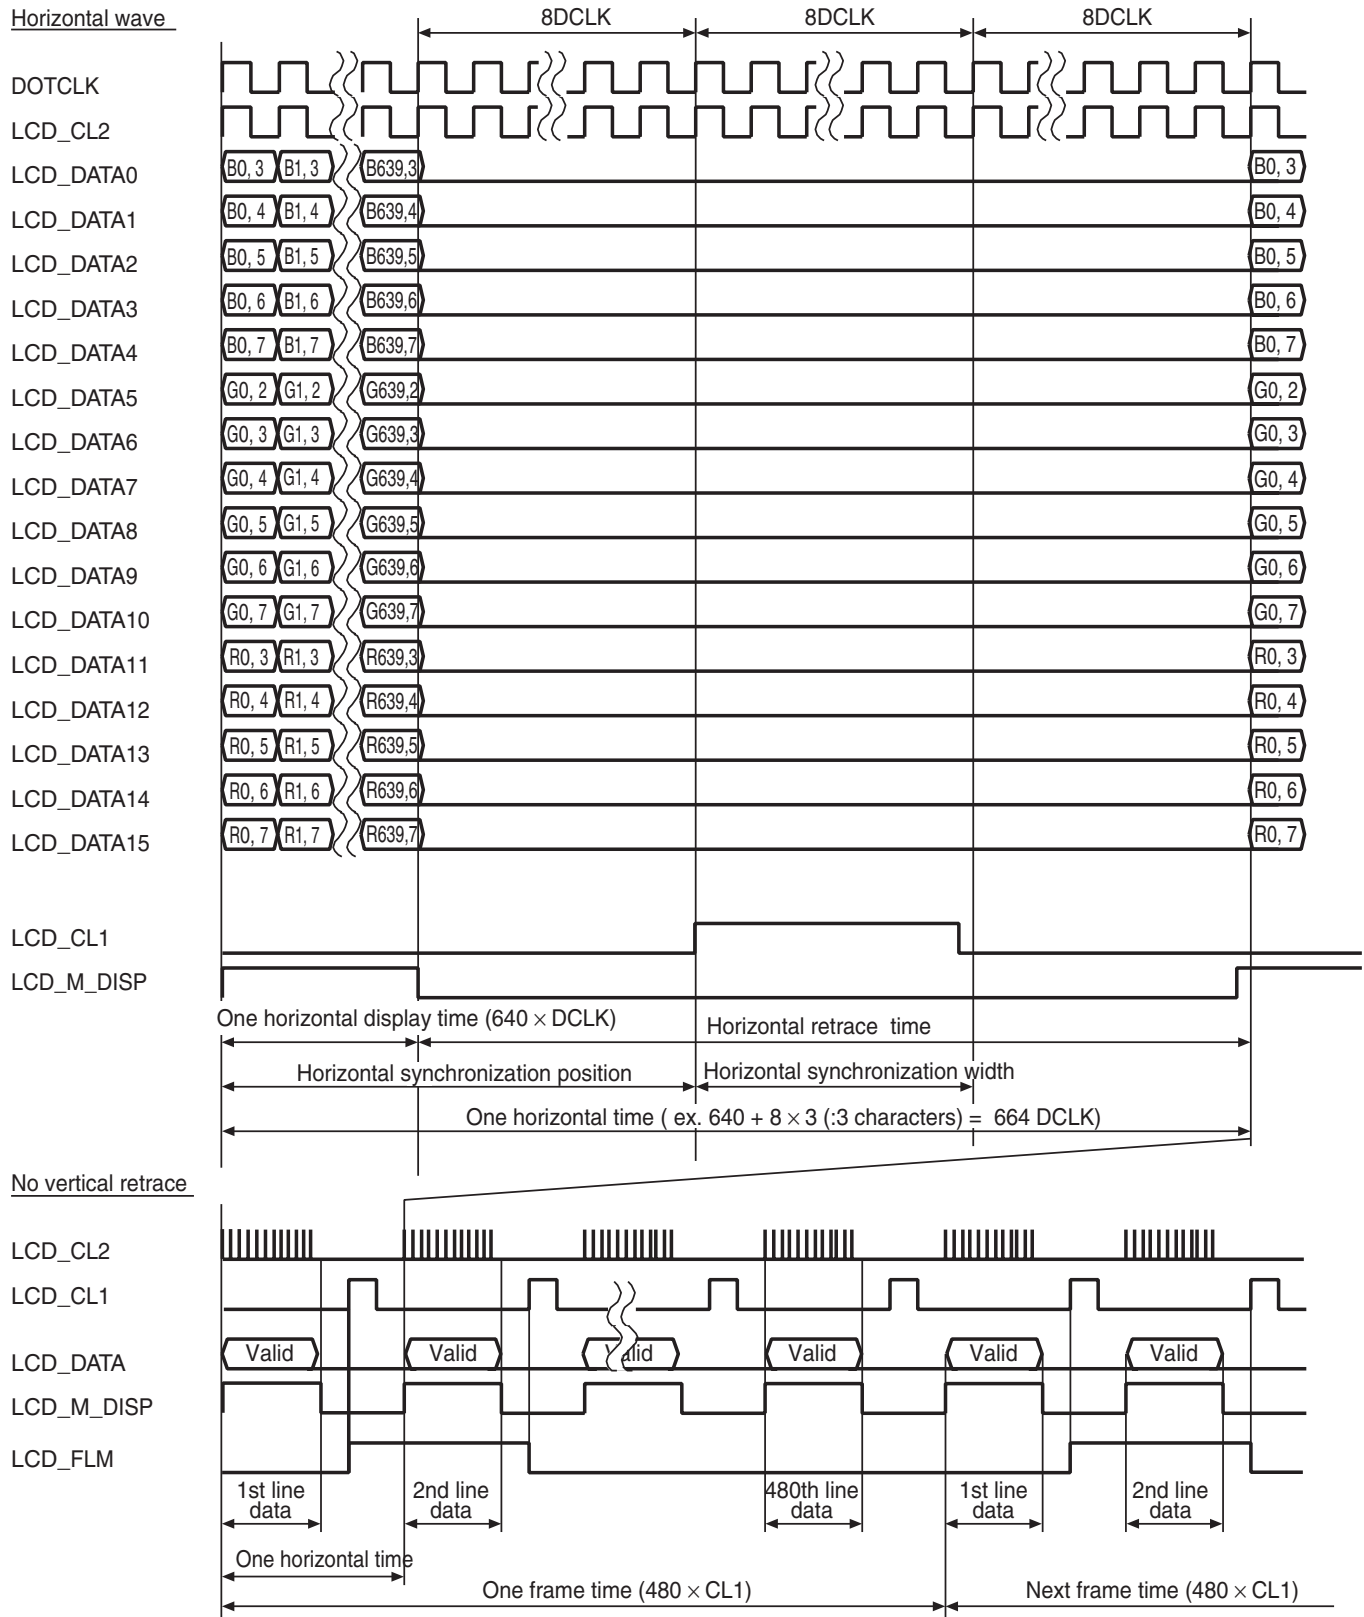 Horizontal wave 8DCLK 8DCLK 8DCLK
DOTCLK
LCD_CL2
LCD_DATA0 B0, 3 B1, 3 B639,3 B0, 3
LCD_DATA1 B0, 4 B1, 4 B639,4 B0, 4
LCD_DATA2 B0, 5 B1, 5 B639,5 B0, 5
LCD_DATA3 B0, 6 B1, 6 B639,6 B0, 6
LCD_DATA4 B0, 7 B1, 7 B639,7 B0, 7
LCD_DATA5 G0, 2 G1, 2 G639,2 G0, 2
LCD_DATA6 G0, 3 G1, 3 G639,3 G0, 3
LCD_DATA7 G0, 4 G1, 4 G639,4 G0, 4
LCD_DATA8 G0, 5 G1, 5 G639,5 G0, 5
LCD_DATA9 G0, 6 G1, 6 G639,6 G0, 6
LCD_DATA10 G0, 7 G1, 7 G639,7 G0, 7
LCD_DATA11 R0, 3 R1, 3 R639,3 R0, 3
LCD_DATA12 R0, 4 R1, 4 R639,4 R0, 4
LCD_DATA13 R0, 5 R1, 5 R639,5 R0, 5
LCD_DATA14 R0, 6 R1, 6 R639,6 R0, 6
LCD_DATA15 R0, 7 R1, 7 R639,7 R0, 7
LCD_CL1
LCD_M_DISP
One horizontal display time (640 × DCLK) Horizontal retrace time
Horizontal synchronization position Horizontal synchronization width
One horizontal time ( ex. 640 + 8 × 3 (:3 characters) = 664 DCLK)
No vertical retrace
LCD_CL2
LCD_CL1
LCD_DATA Valid Valid Valid Valid Valid Valid
LCD_M_DISP
LCD_FLM
1st line 2nd line 480th line 1st line 2nd line
data data data data data
One horizontal time
One frame time (480 × CL1) Next frame time (480 × CL1)